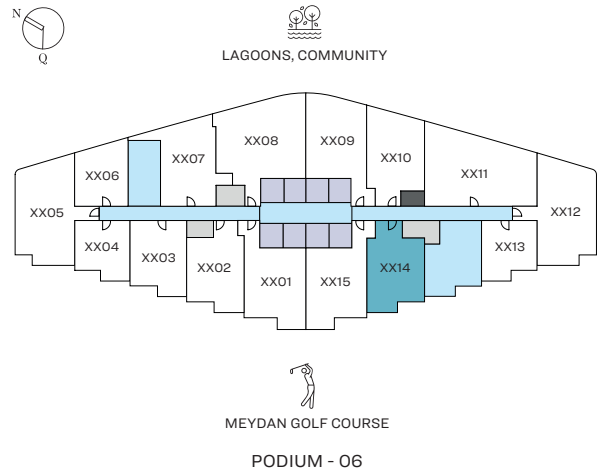 N
Q
LAGOONS, COMMUNITY
XX08
XX09
XX07
XX10
XX06
XX11
XX05
XX12
XX04
XX03
XX02
XX01
XX15
XX14
XX13
MEYDAN GOLF COURSE
PODIUM - 06